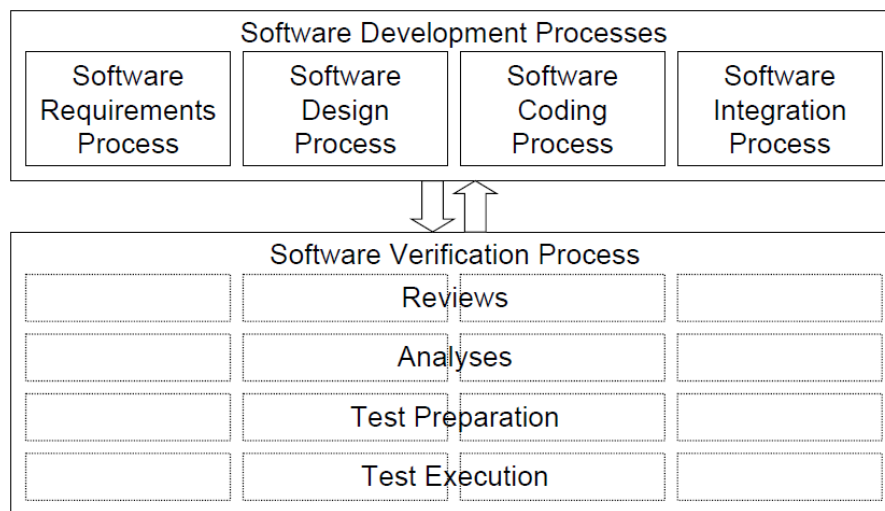 Software Development Processes
Software
Requirements
Process
Software
Design
Process
Software
Coding
Process
Software
Integration
Process
Software Verification Process
Reviews
Analyses
Test Preparation
Test Execution